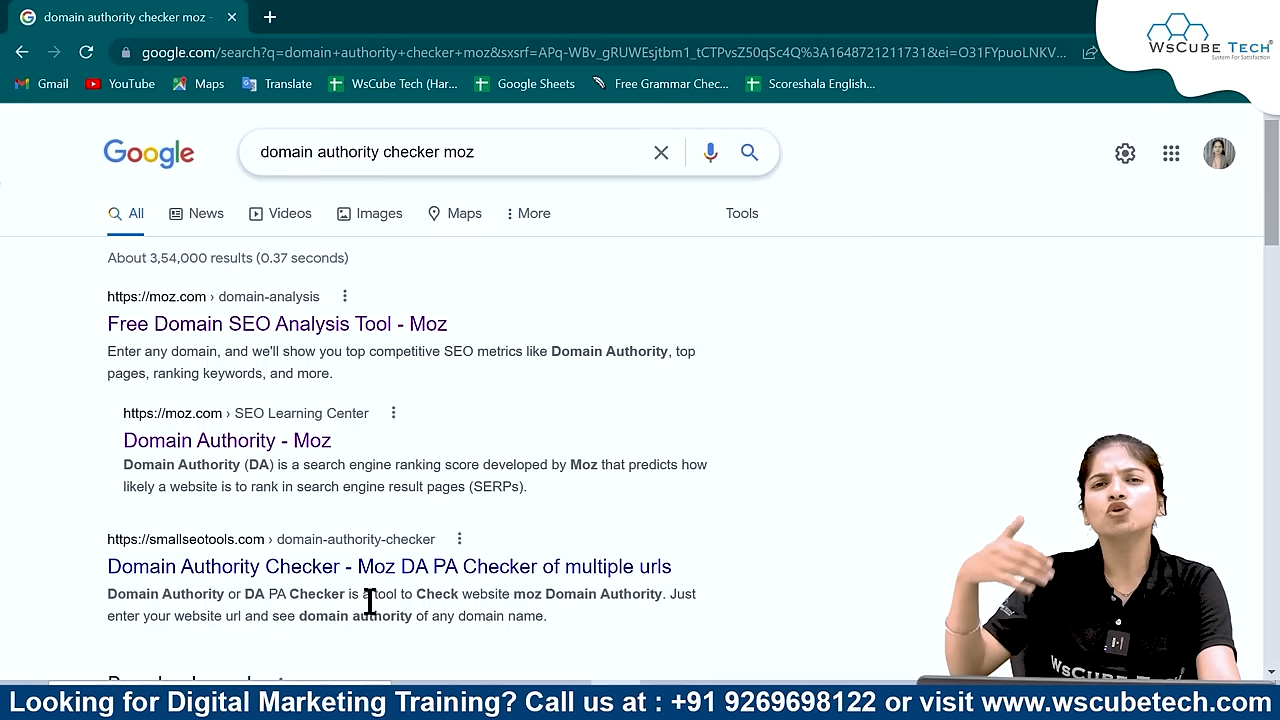 domain authority checker moz -
google.com/search?q=domain+authority+checker+moz&sxsrf=APq-WBv_gRUWEsjtbm1_tCTPvsZ50qSc4Q%3A1648721211731&ei=O31FYpuoLNKV...
WsCube Tech®
System For Satisfaction
Gmail YouTube Maps Translate WsCube Tech (Har... Google Sheets Free Grammar Chec... Scoreshala English...
Google domain authority checker moz
All News Videos Images Maps More Tools
About 3,54,000 results (0.37 seconds)
https://moz.com › domain-analysis
Free Domain SEO Analysis Tool - Moz
Enter any domain, and we'll show you top competitive SEO metrics like Domain Authority, top
pages, ranking keywords, and more.
https://moz.com › SEO Learning Center
Domain Authority - Moz
Domain Authority (DA) is a search engine ranking score developed by Moz that predicts how
likely a website is to rank in search engine result pages (SERPs).
https://smallseotools.com › domain-authority-checker
Domain Authority Checker - Moz DA PA Checker of multiple urls
Domain Authority or DA PA Checker is a tool to Check website moz Domain Authority. Just
enter your website url and see domain authority of any domain name.
WsCube Tech
Looking for Digital Marketing Training? Call us at : +91 9269698122 or visit www.wscubetech.com